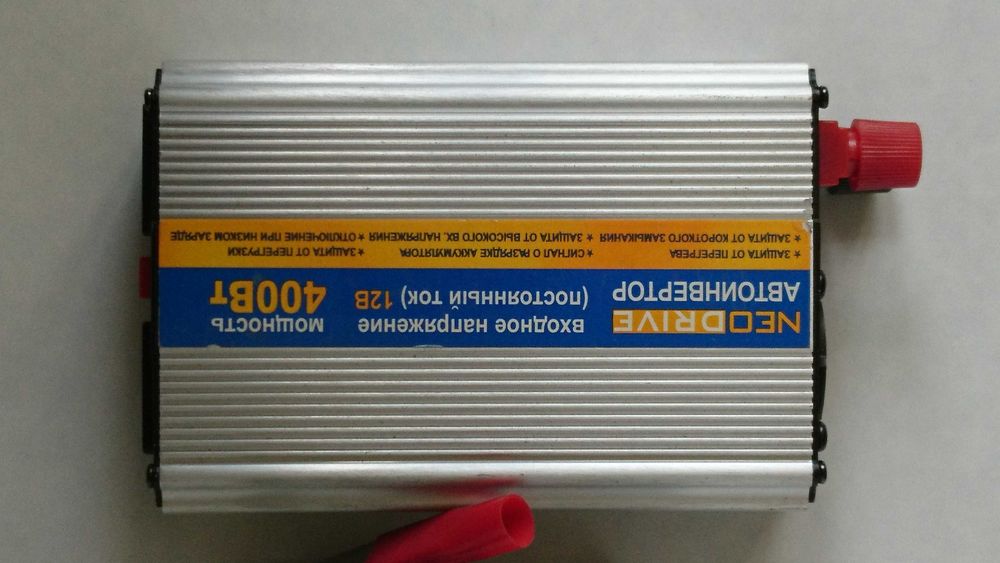 NEODRIVE
АВТОИНВЕРТОР
ВХОДНОЕ НАПРЯЖЕНИЕ
(ПОСТОЯННЫЙ ТОК) 12В
МОЩНОСТЬ
400Вт
★ ЗАЩИТА ОТ ПЕРЕГРЕВА ★ СИГНАЛ О РАЗРЯДКЕ АККУМУЛЯТОРА ★ ЗАЩИТА ОТ ПЕРЕГРУЗКИ
★ ЗАЩИТА ОТ КОРОТКОГО ЗАМЫКАНИЯ ★ ЗАЩИТА ОТ ВЫСОКОГО ВХ. НАПРЯЖЕНИЯ ★ ОТКЛЮЧЕНИЕ ПРИ НИЗКОМ ЗАРЯДЕ